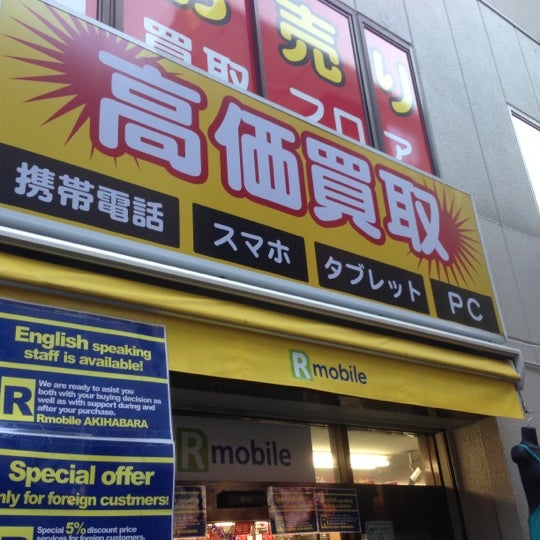 お売り
買取フロア
高価買取
携帯電話
スマホ
タブレット
PC
Rmobile
English speaking
staff is available!
R
We are ready to assist you
both with your buying decision as
well as with support during and
after your purchase.
Rmobile AKIHABARA
Rmobile
Special offer
only for foreign custmers!
Special 5% discount price
services for foreign customers.